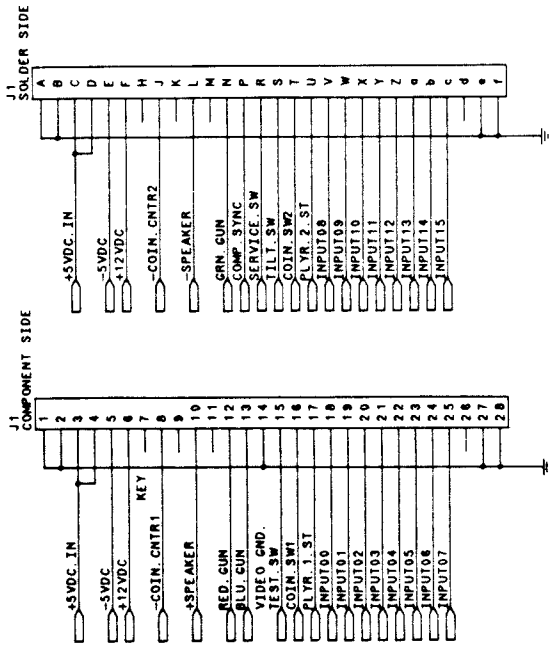 J1
SOLDER SIDE
A
B
+5VDC.IN C
D
-5VDC E
+12VDC F
H
-COIN.CNTR2 J
K
-SPEAKER L
M
GRN.GUN N
COMP.SYNC P
SERVICE.SW R
TILT.SW S
COIN.SW2 T
PLYR.2.ST U
INPUT08 V
INPUT09 W
INPUT10 X
INPUT11 Y
INPUT12 Z
INPUT13 a
INPUT14 b
INPUT15 c
d
e
f
J1
COMPONENT SIDE
1
2
+5VDC.IN 3
4
-5VDC 5
+12VDC 6
KEY 7
-COIN.CNTR1 8
9
+SPEAKER 10
11
RED.GUN 12
BLU.GUN 13
VIDEO GND. 14
TEST.SW 15
COIN.SW1 16
PLYR.1.ST 17
INPUT00 18
INPUT01 19
INPUT02 20
INPUT03 21
INPUT04 22
INPUT05 23
INPUT06 24
INPUT07 25
26
27
28